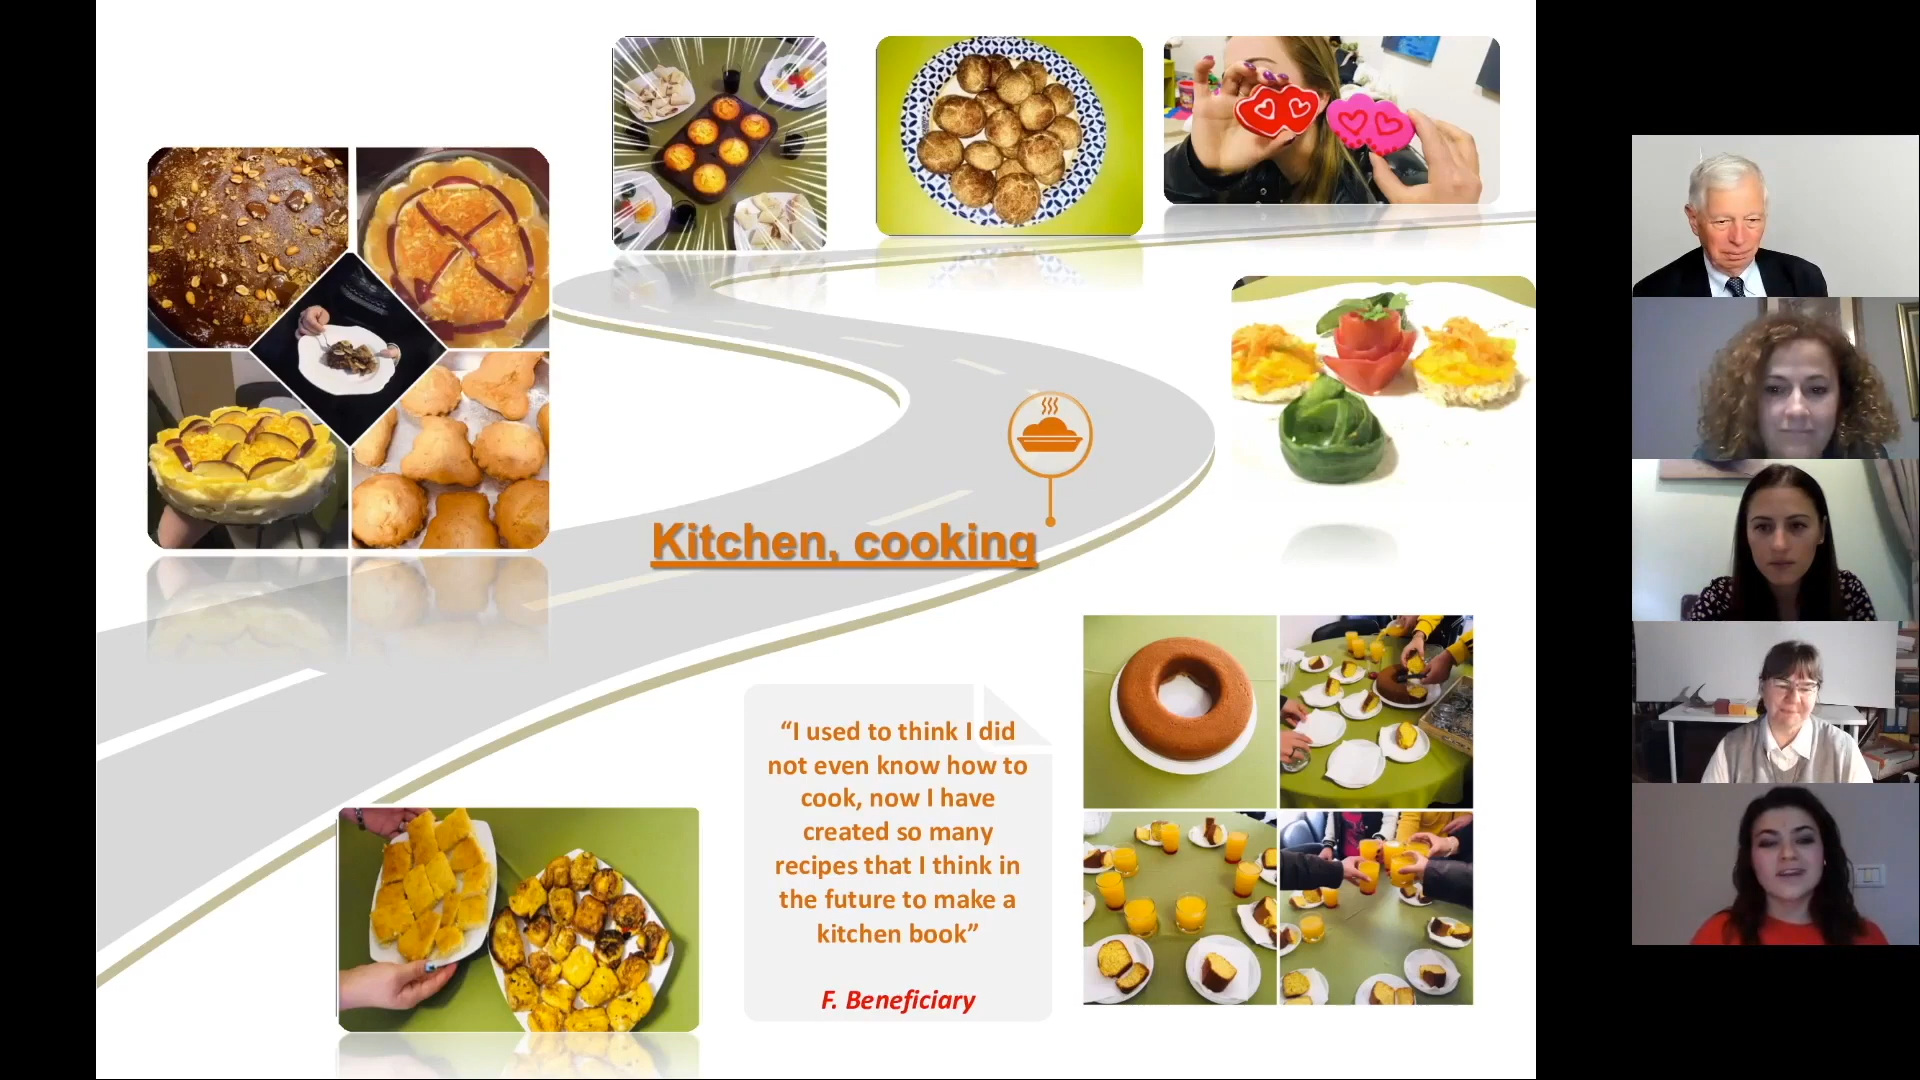 Kitchen, cooking
“I used to think I did
not even know how to
cook, now I have
created so many
recipes that I think in
the future to make a
kitchen book”
F. Beneficiary